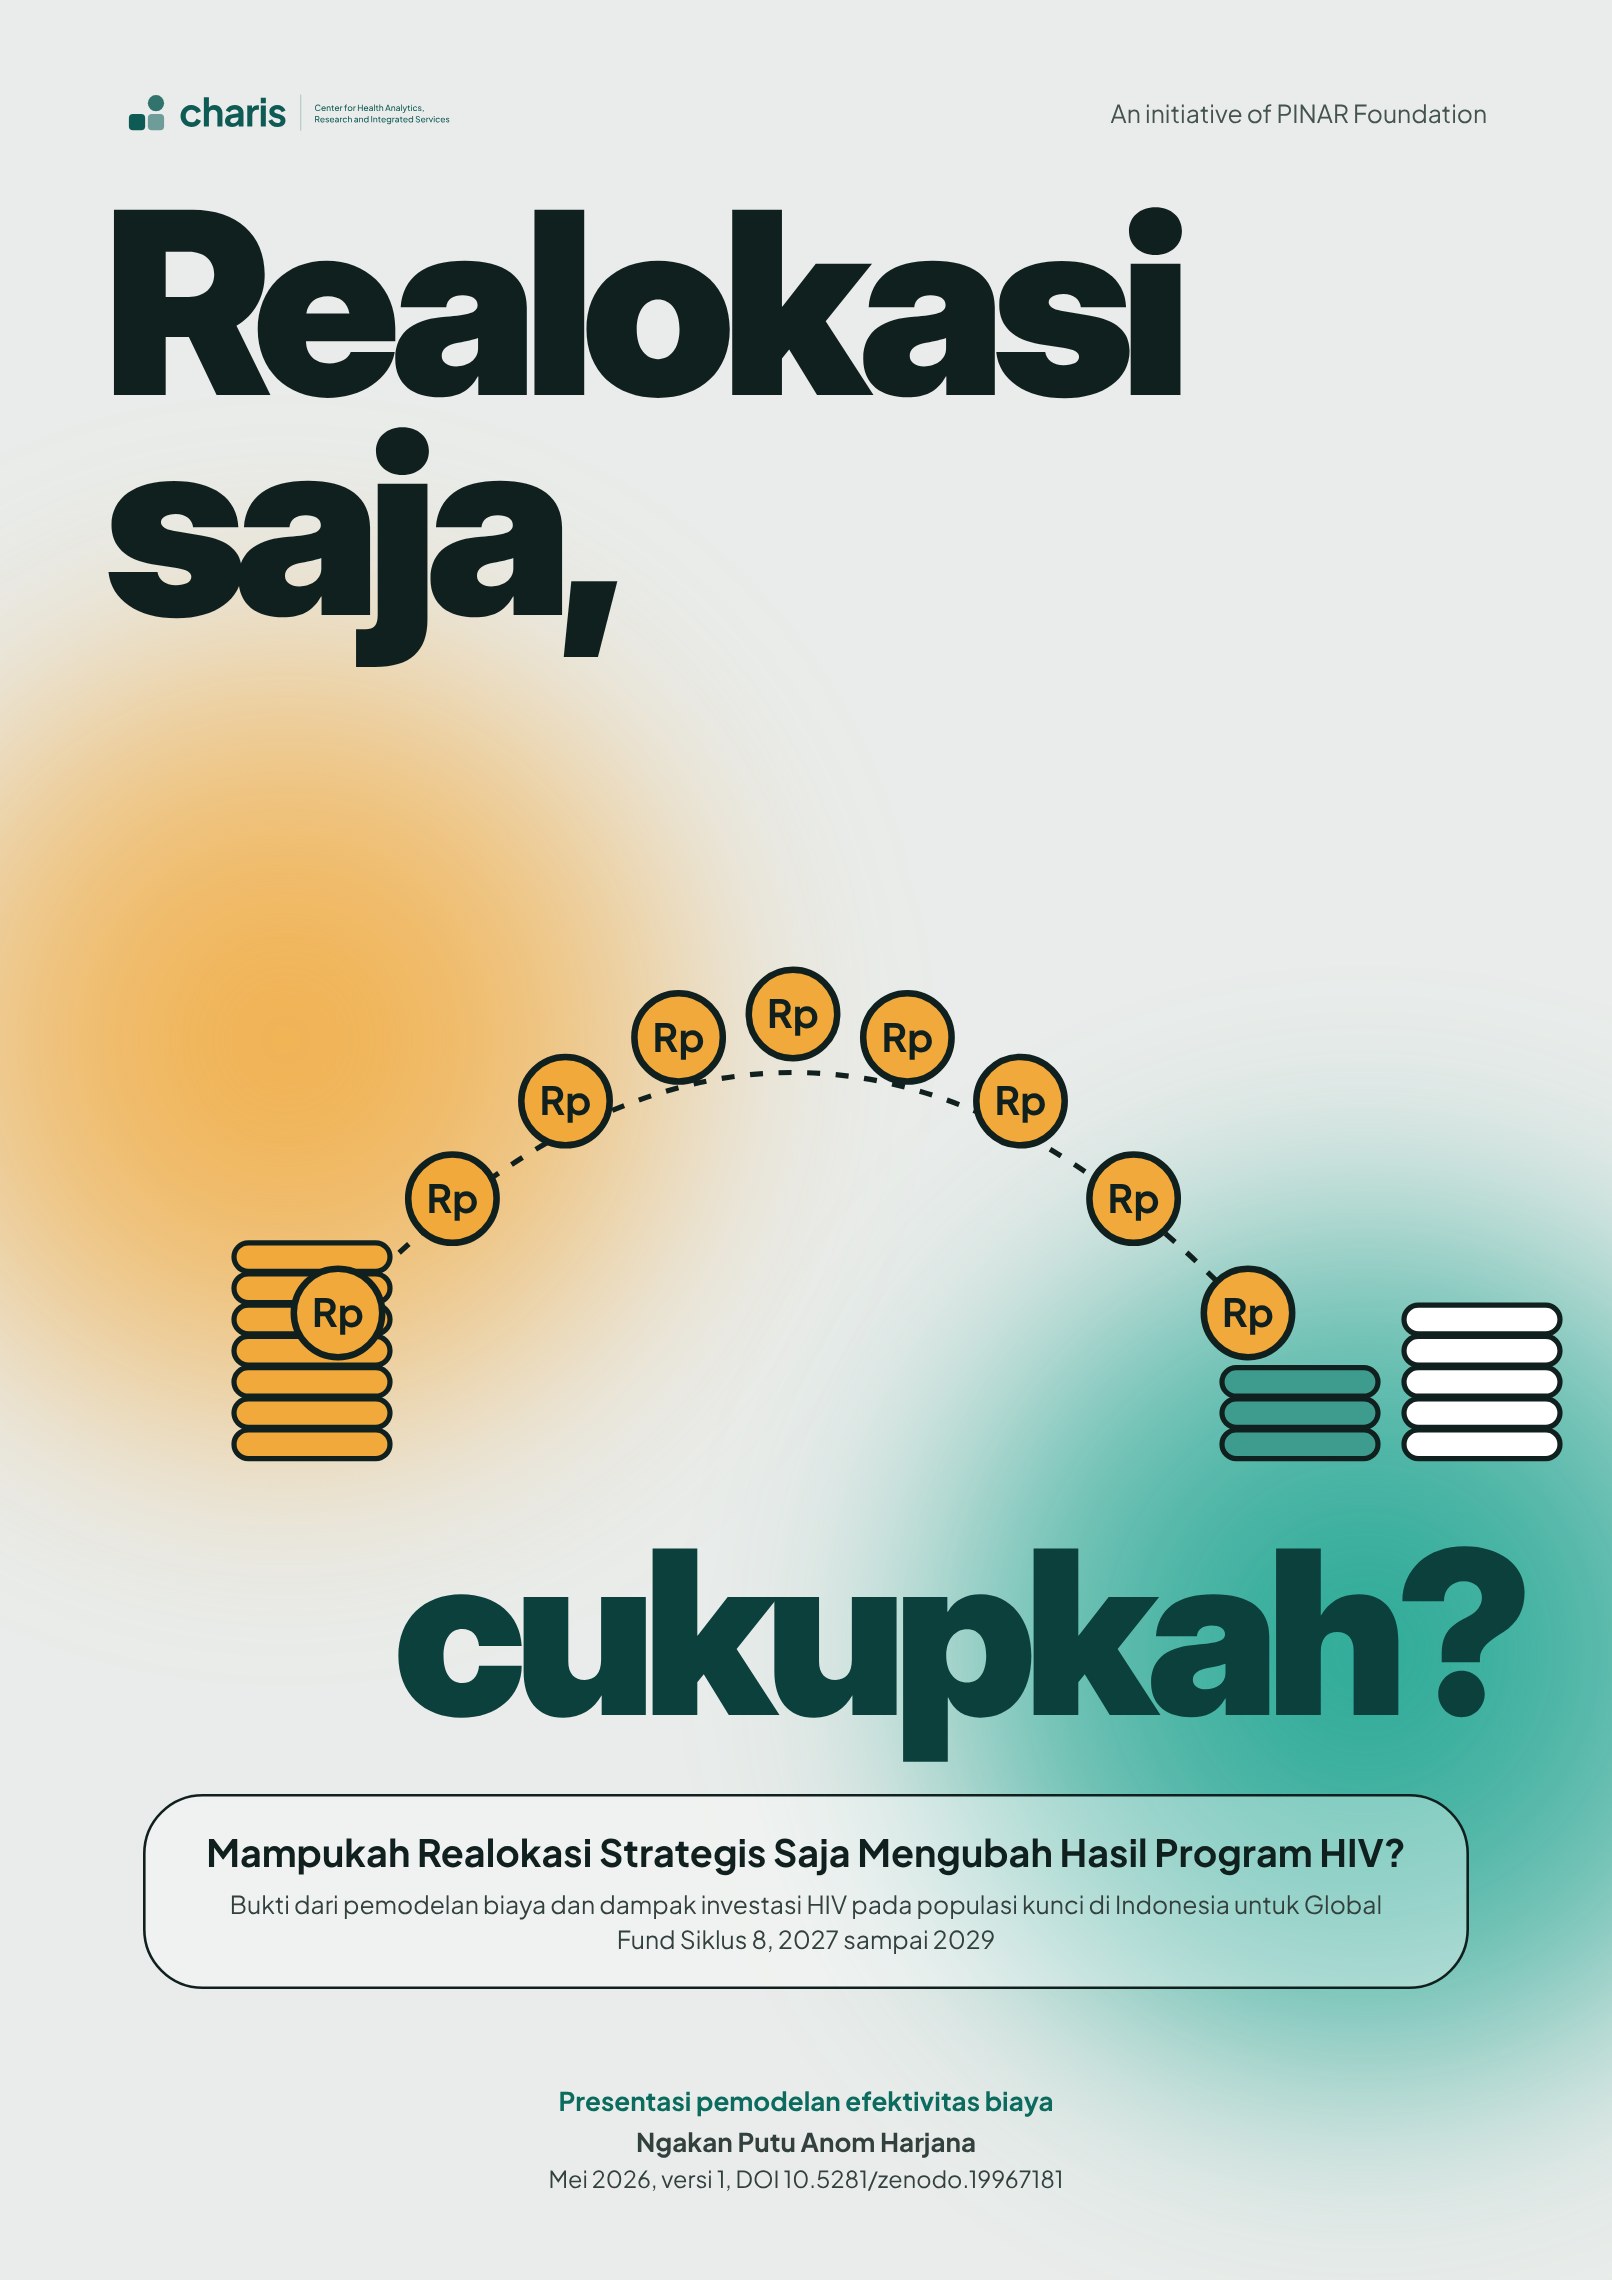 charis
Center for Health Analytics,
Research and Integrated Services
An initiative of PINAR Foundation
Realokasi
saja,
Rp
Rp
Rp
Rp
Rp
Rp
Rp
Rp
Rp
cukupkah?
Mampukah Realokasi Strategis Saja Mengubah Hasil Program HIV?
Bukti dari pemodelan biaya dan dampak investasi HIV pada populasi kunci di Indonesia untuk Global
Fund Siklus 8, 2027 sampai 2029
Presentasi pemodelan efektivitas biaya
Ngakan Putu Anom Harjana
Mei 2026, versi 1, DOI 10.5281/zenodo.19967181